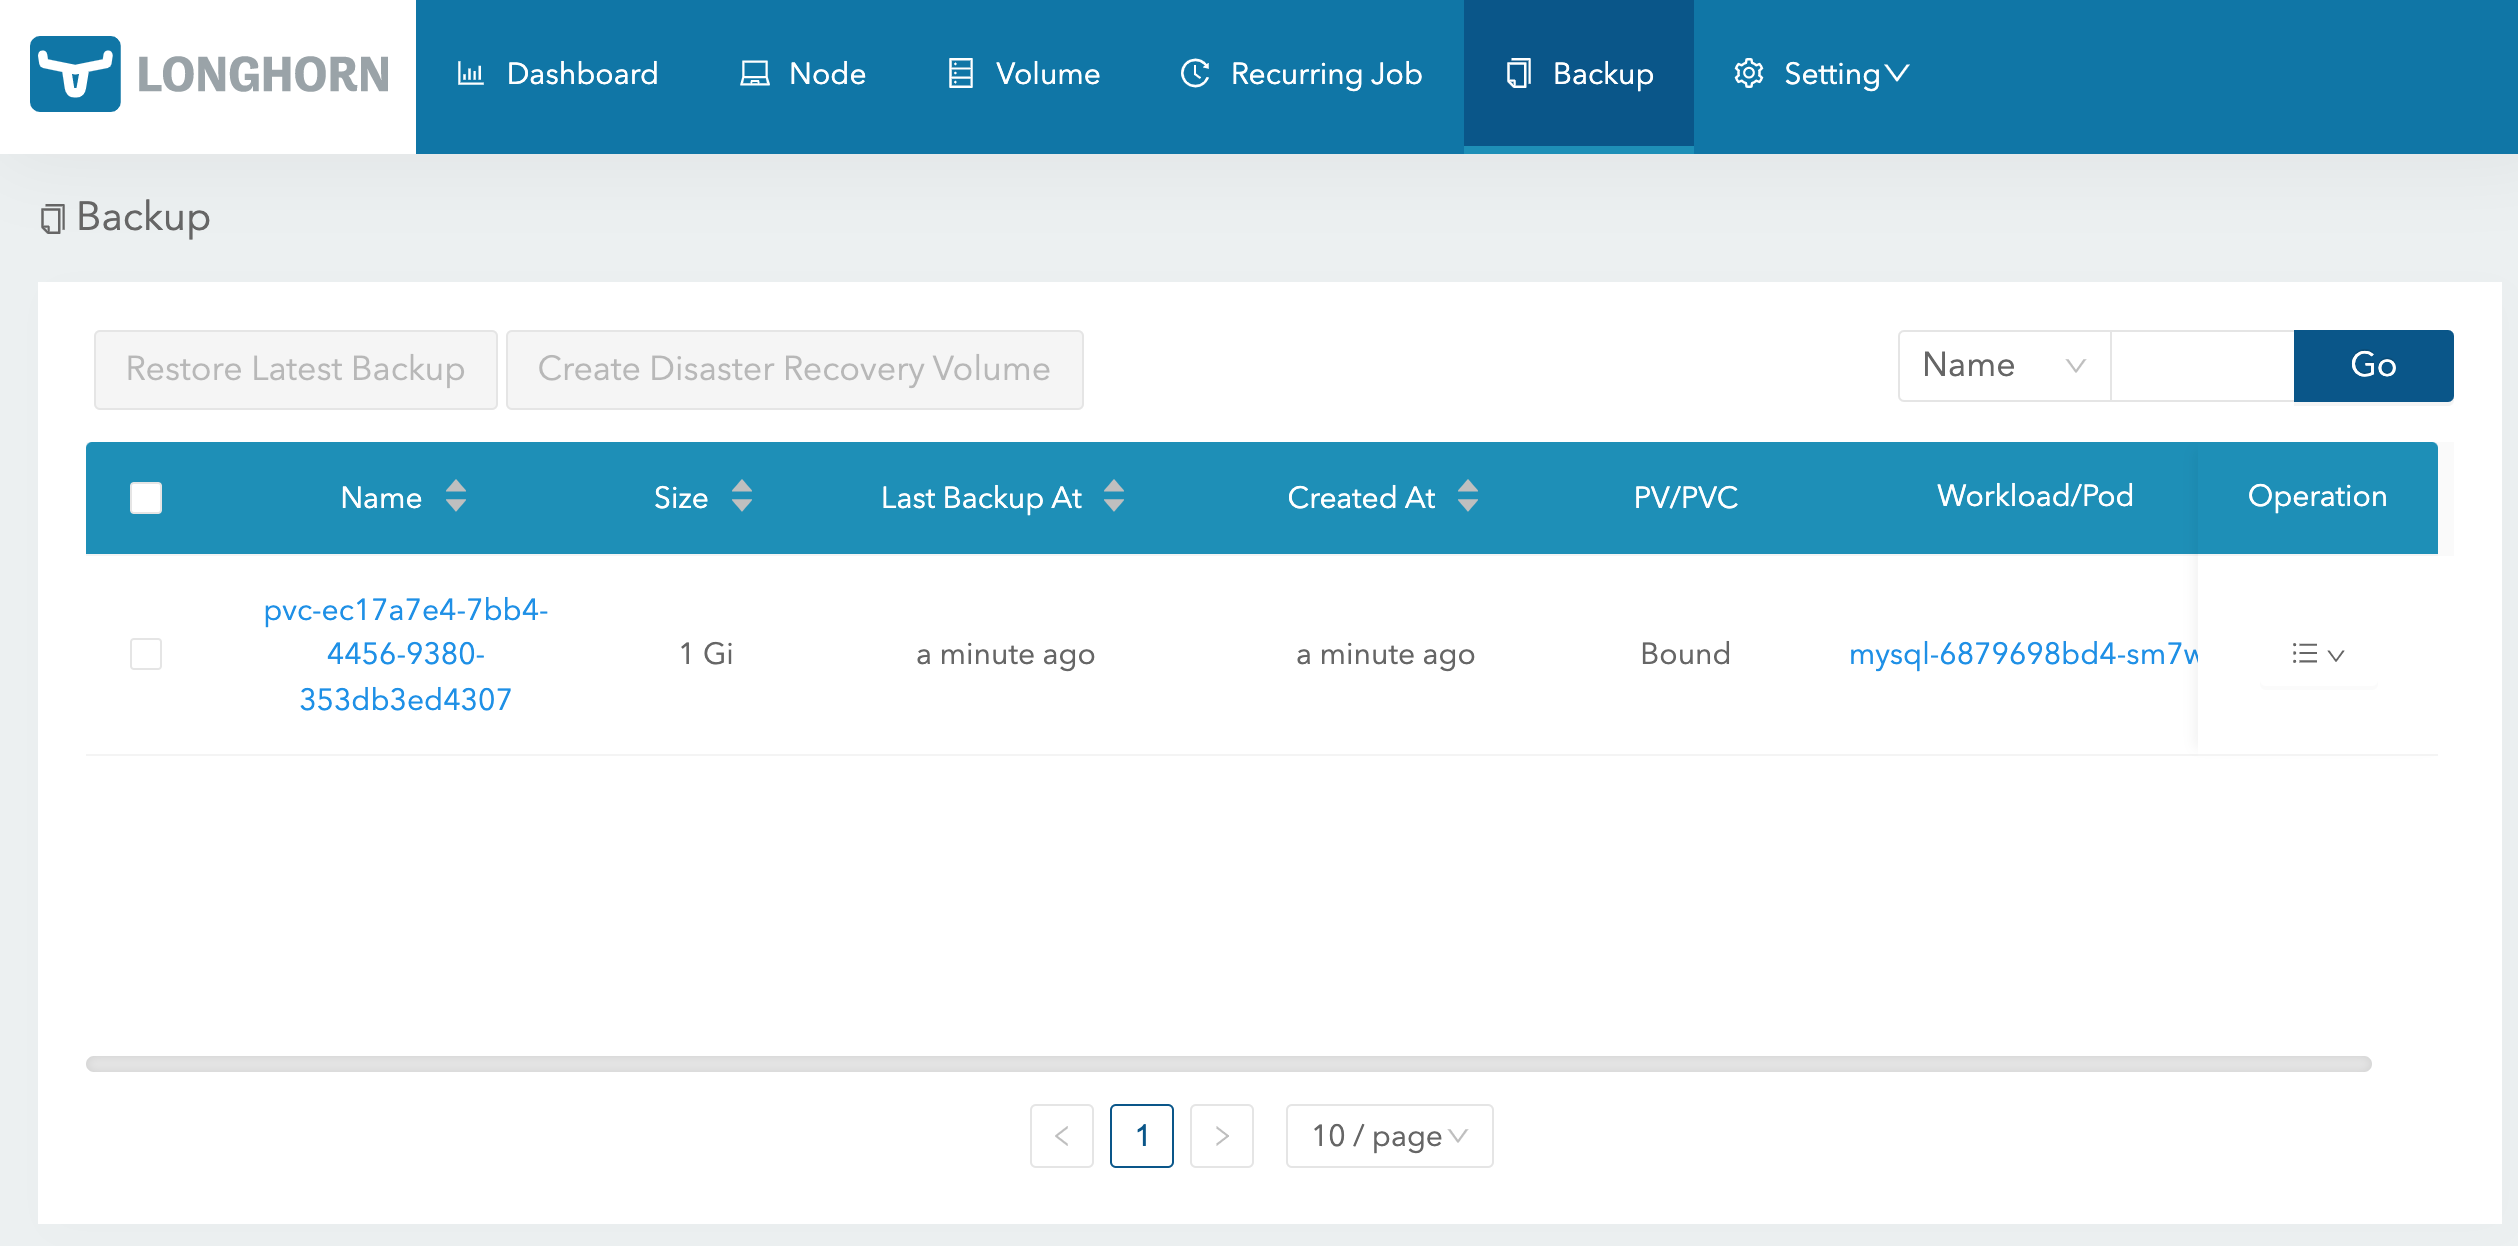 LONGHORN
Dashboard
Node
Volume
Recurring Job
Backup
Setting
Backup
Restore Latest Backup
Create Disaster Recovery Volume
Name
Go
Name
Size
Last Backup At
Created At
PV/PVC
Workload/Pod
Operation
pvc-ec17a7e4-7bb4-
4456-9380-
353db3ed4307
1 Gi
a minute ago
a minute ago
Bound
mysql-6879698bd4-sm7w
1
10 / page